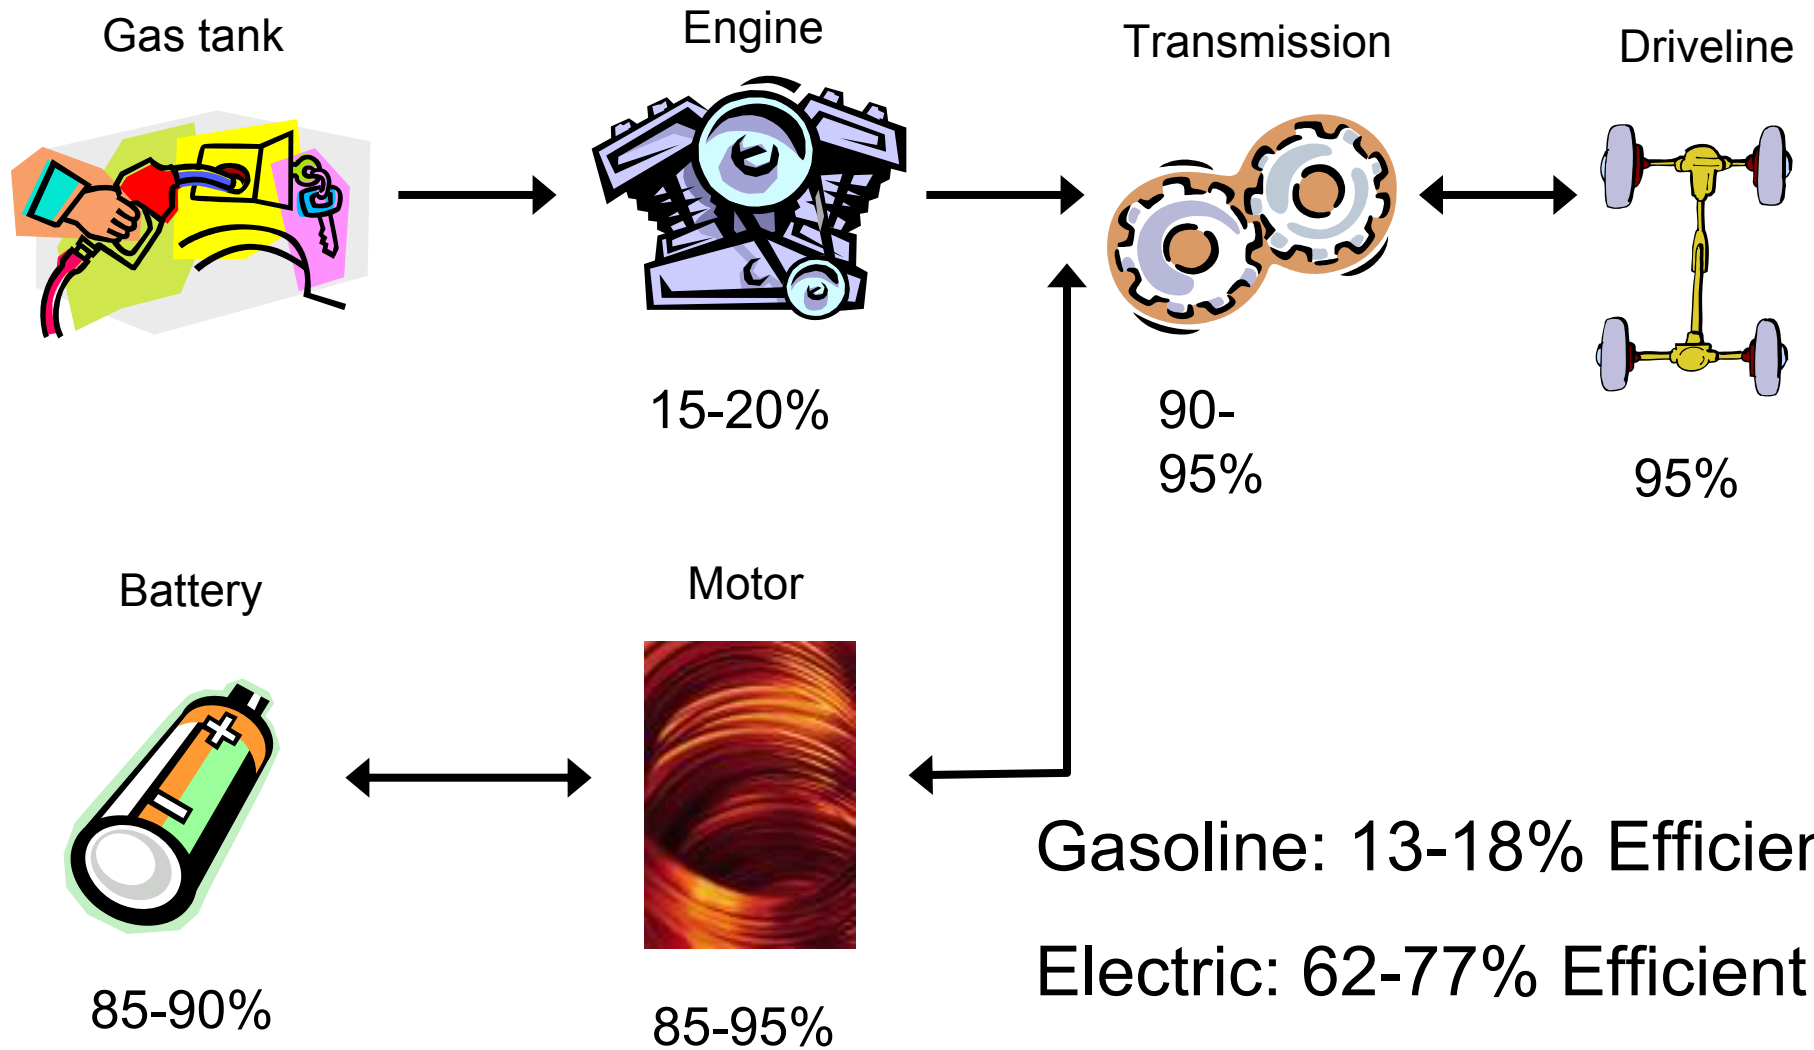 Gas tank
Engine
Transmission
Driveline
15-20%
90-
95%
95%
Battery
Motor
85-90%
85-95%
Gasoline: 13-18%
Electric: 62-77% Efficient